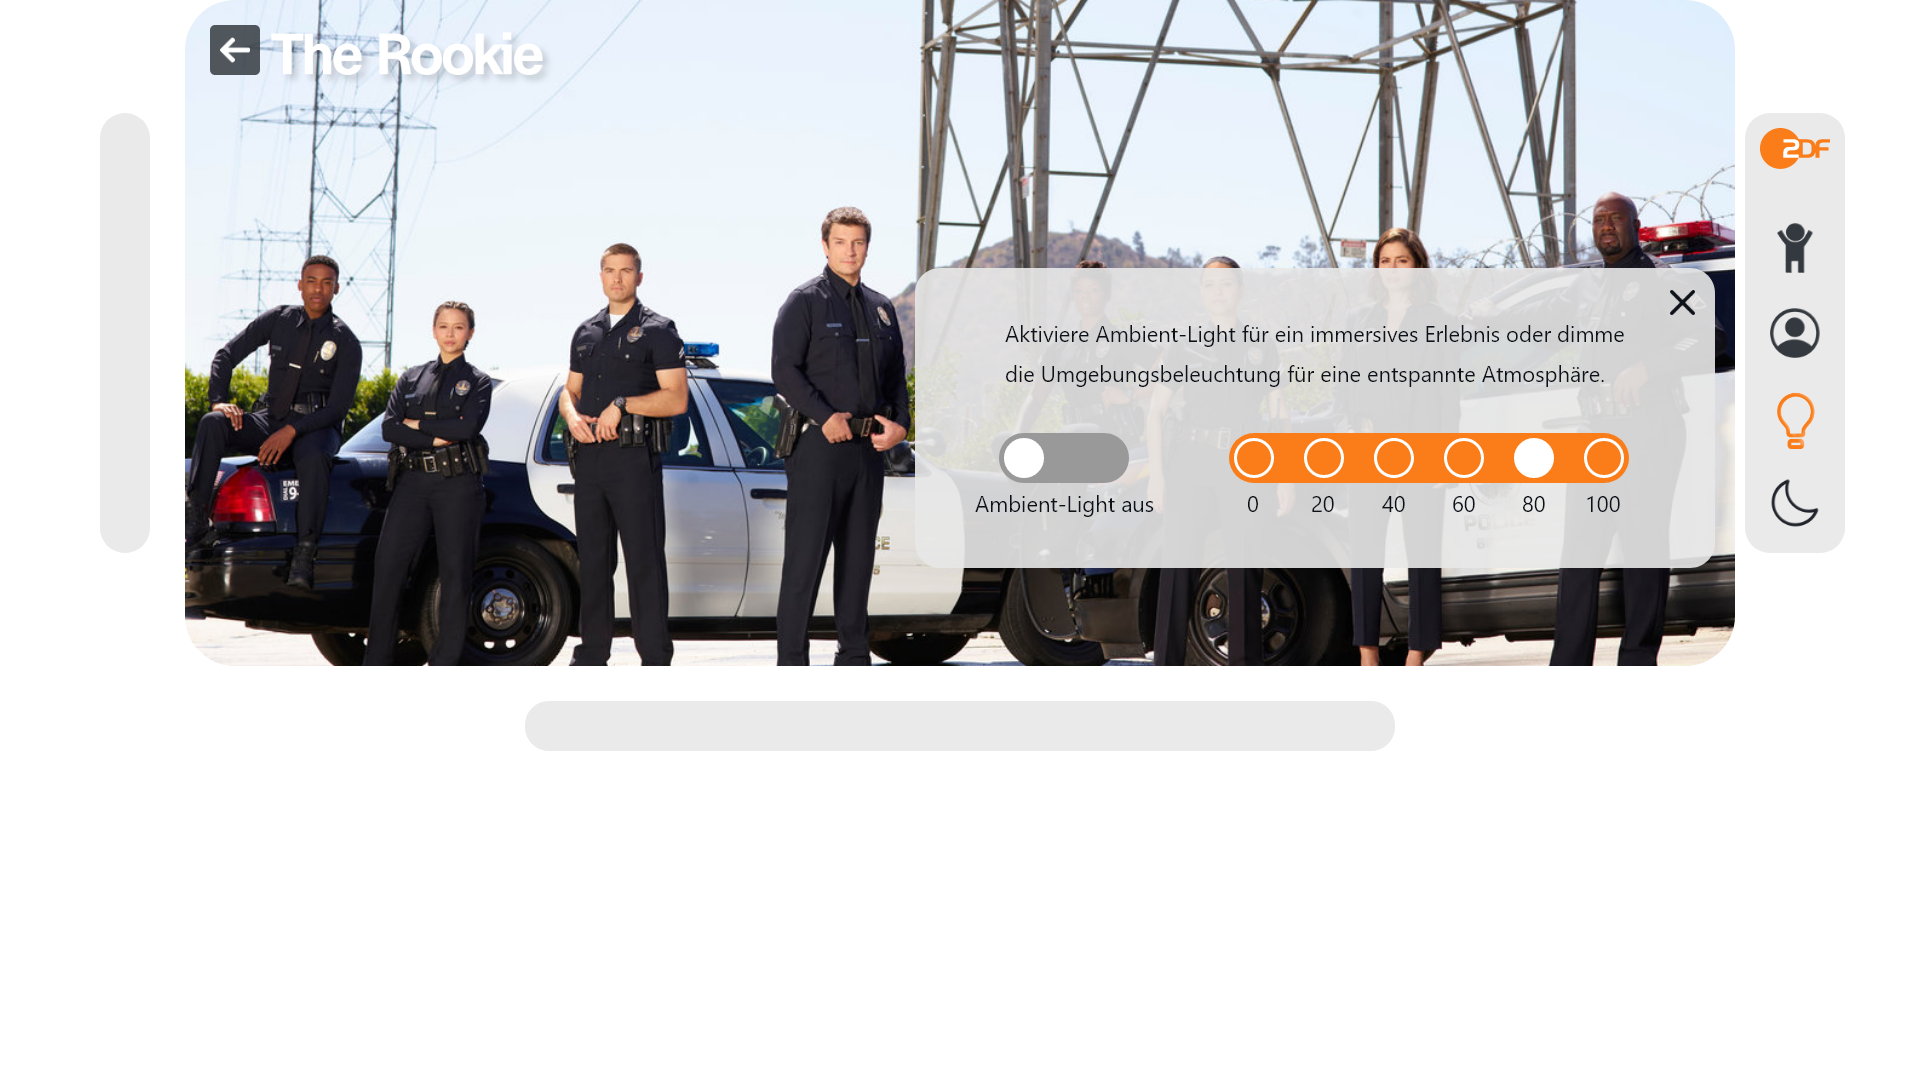 The Rookie
ZDF
Aktiviere Ambient-Light für ein immersives Erlebnis oder dimme
die Umgebungsbeleuchtung für eine entspannte Atmosphäre.
Ambient-Light aus
0 20 40 60 80 100
POLICE